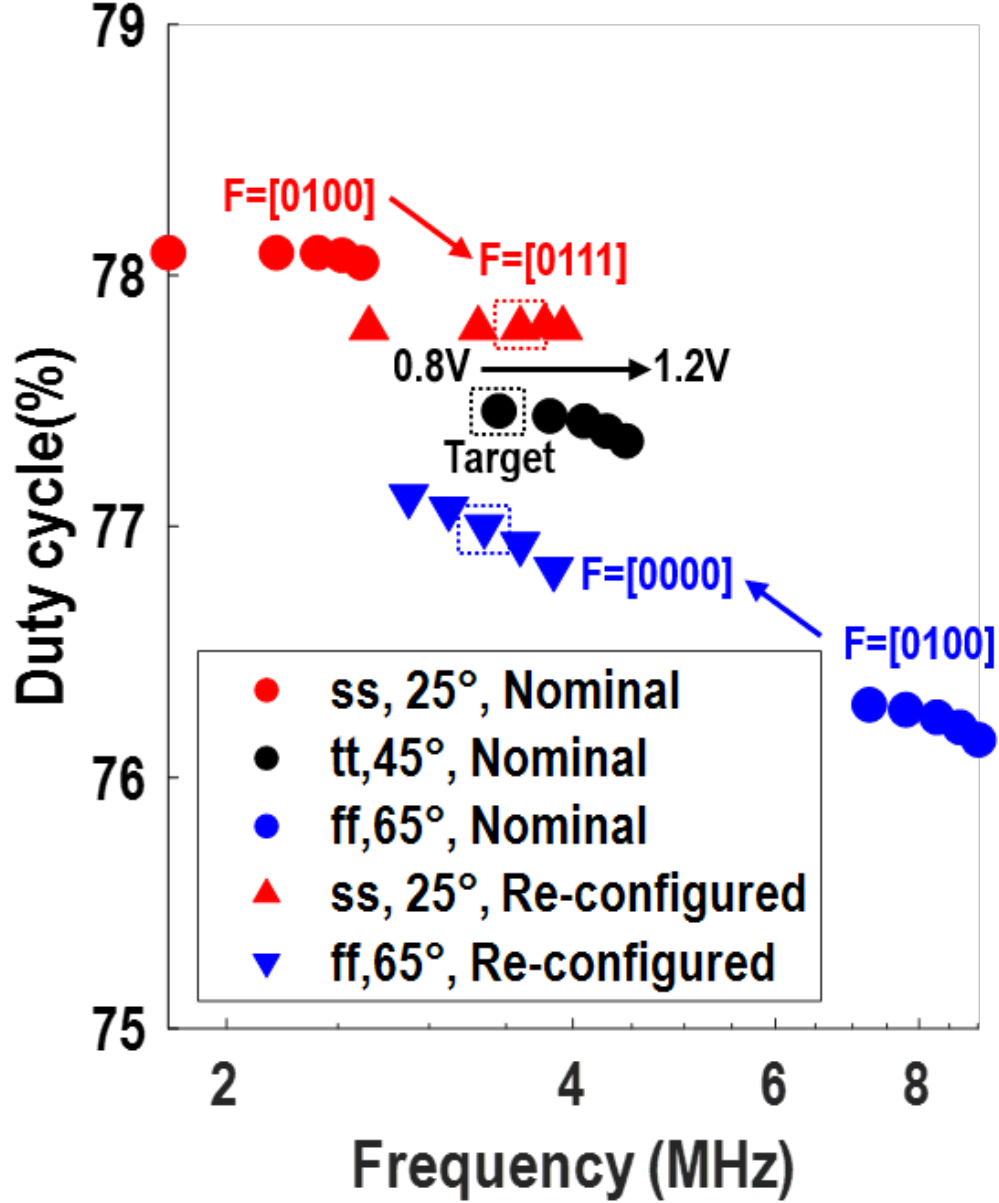 79
F=[0100]
78
F=[0111]
0.8V
1.2V
Target
77
F=[0000]
F=[0100]
76
75
Duty cycle(%)
ss, 25°, Nominal
tt,45°, Nominal
ff,65°, Nominal
ss, 25°, Re-configured
ff,65°, Re-configured
2 4 6 8
Frequency (MHz)